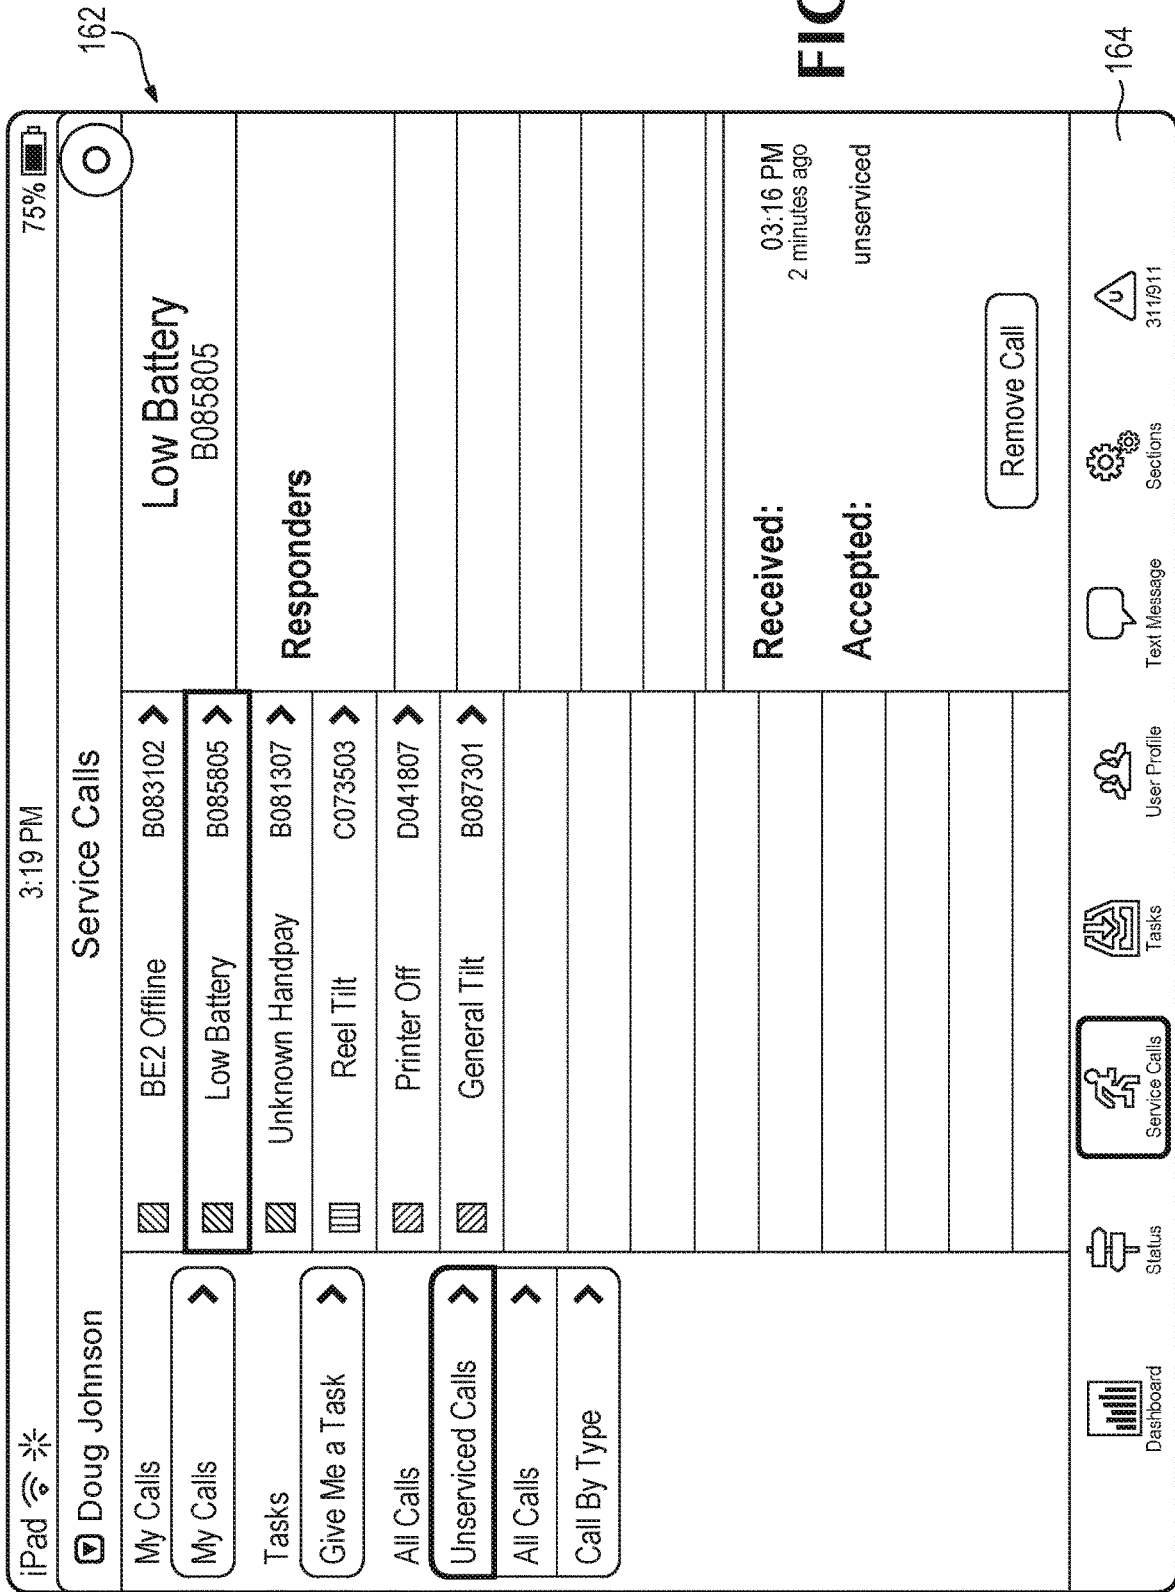 iPad 3:19 PM 75%
Doug Johnson Service Calls
162
My Calls
My Calls
Tasks
Give Me a Task
All Calls
Unserviced Calls
All Calls
Call By Type
BE2 Offline B083102
Low Battery B085805
Unknown Handpay B081307
Reel Tilt C073503
Printer Off D041807
General Tilt B087301
Low Battery
B085805
Responders
Received: 03:16 PM
2 minutes ago
Accepted: unserviced
Remove Call
Dashboard Status Service Calls Tasks User Profile Text Message Sections 311/911
164